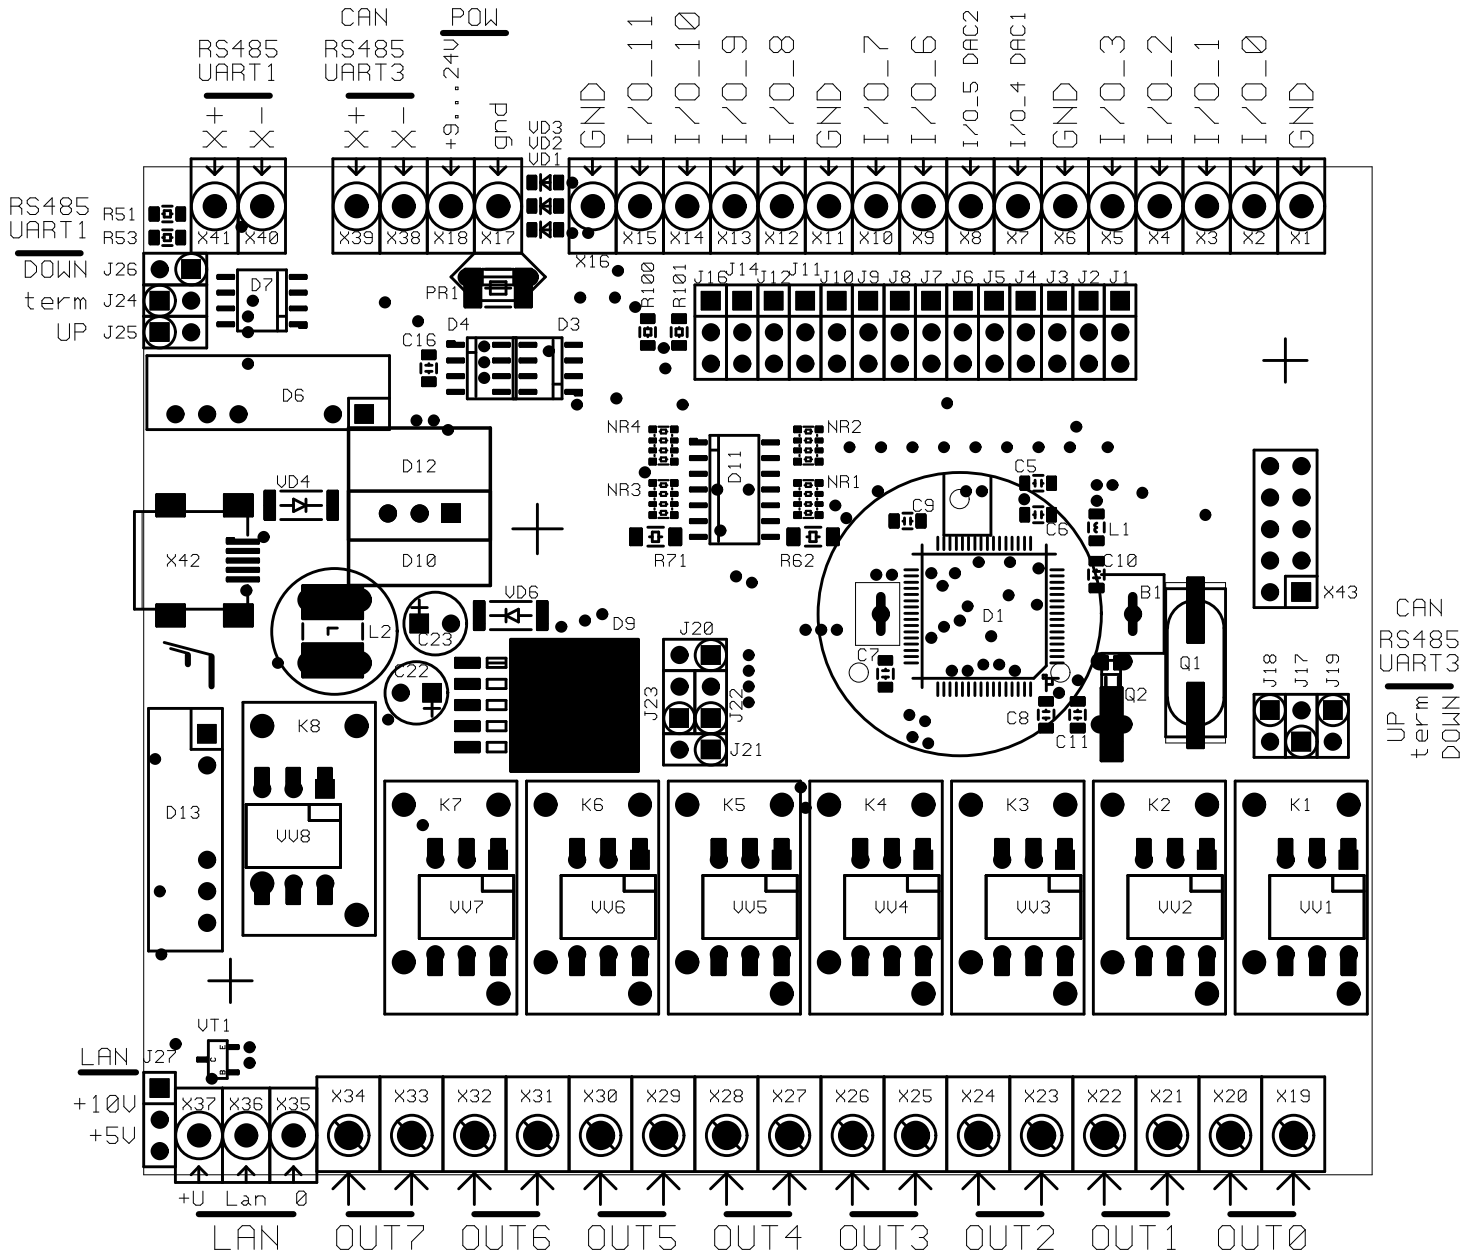 CAN
POW
RS485
UART1
RS485
UART3
X+
X-
X+
X-
+9...24V
gnd
VD3
VD2
VD1
GND
I/O_11
I/O_10
I/O_9
I/O_8
GND
I/O_7
I/O_6
I/O_5 DAC2
I/O_4 DAC1
GND
I/O_3
I/O_2
I/O_1
I/O_0
GND
RS485
UART1
R51
R53
X41
X40
X39
X38
X18
X17
X16
X15
X14
X13
X12
X11
X10
X9
X8
X7
X6
X5
X4
X3
X2
X1
DOWN J26
term J24
UP J25
D7
PR1
R100
R101
J16
J14
J12
J11
J10
J9
J8
J7
J6
J5
J4
J3
J2
J1
C16
D4
D3
D6
NR4
NR2
D11
D12
VD4
NR3
NR1
C5
C9
C6
L1
X42
D10
R71
R62
C10
B1
X43
VD6
D9
D1
L2
C23
C22
J20
J23
J22
J21
C7
C8
C11
Q2
Q1
CAN
RS485
UART3
J18
J17
J19
UP
term
DOWN
K8
K7
K6
K5
K4
K3
K2
K1
D13
VV8
VV7
VV6
VV5
VV4
VV3
VV2
VV1
VT1
C
E
B
LAN J27
+10V
+5V
X37
X36
X35
X34
X33
X32
X31
X30
X29
X28
X27
X26
X25
X24
X23
X22
X21
X20
X19
+U Lan 0
LAN
OUT7
OUT6
OUT5
OUT4
OUT3
OUT2
OUT1
OUT0